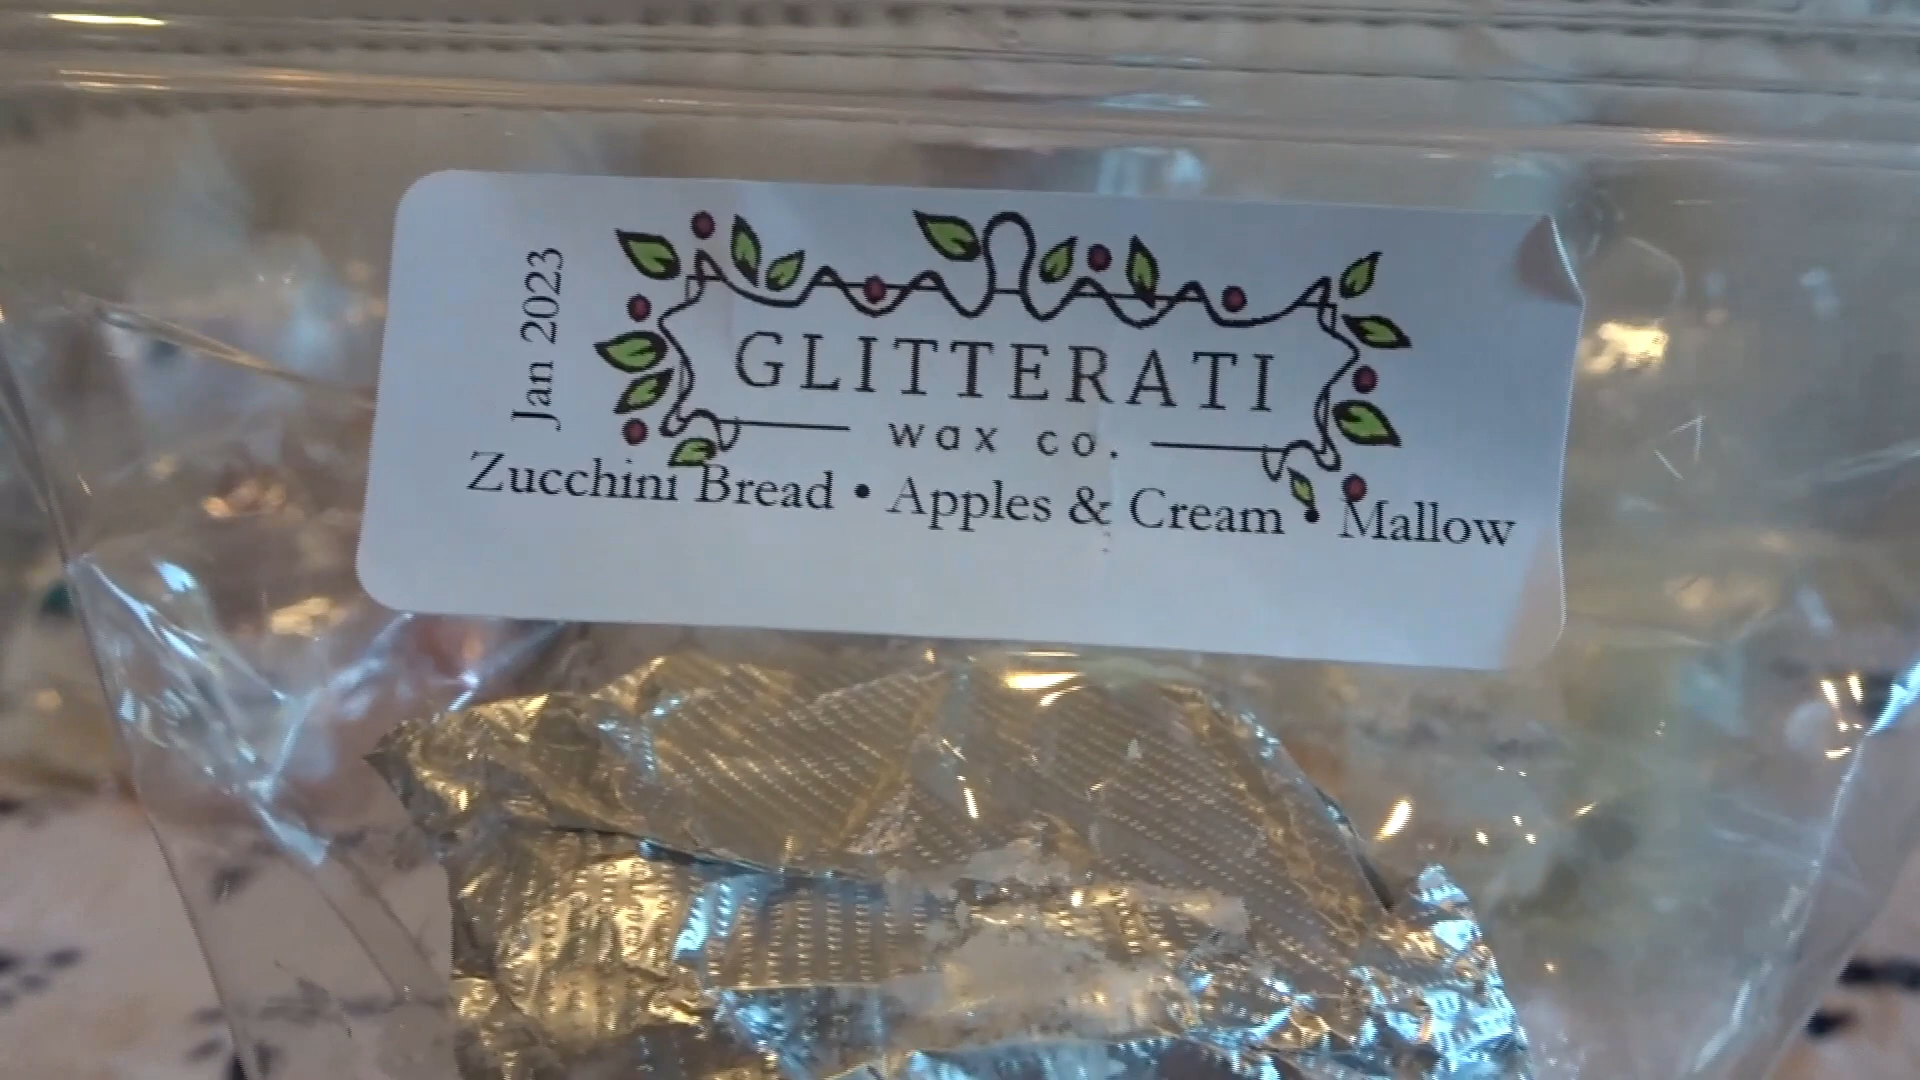 Jan 2023
GLITTERATI
wax co.
Zucchini Bread • Apples & Cream • Mallow